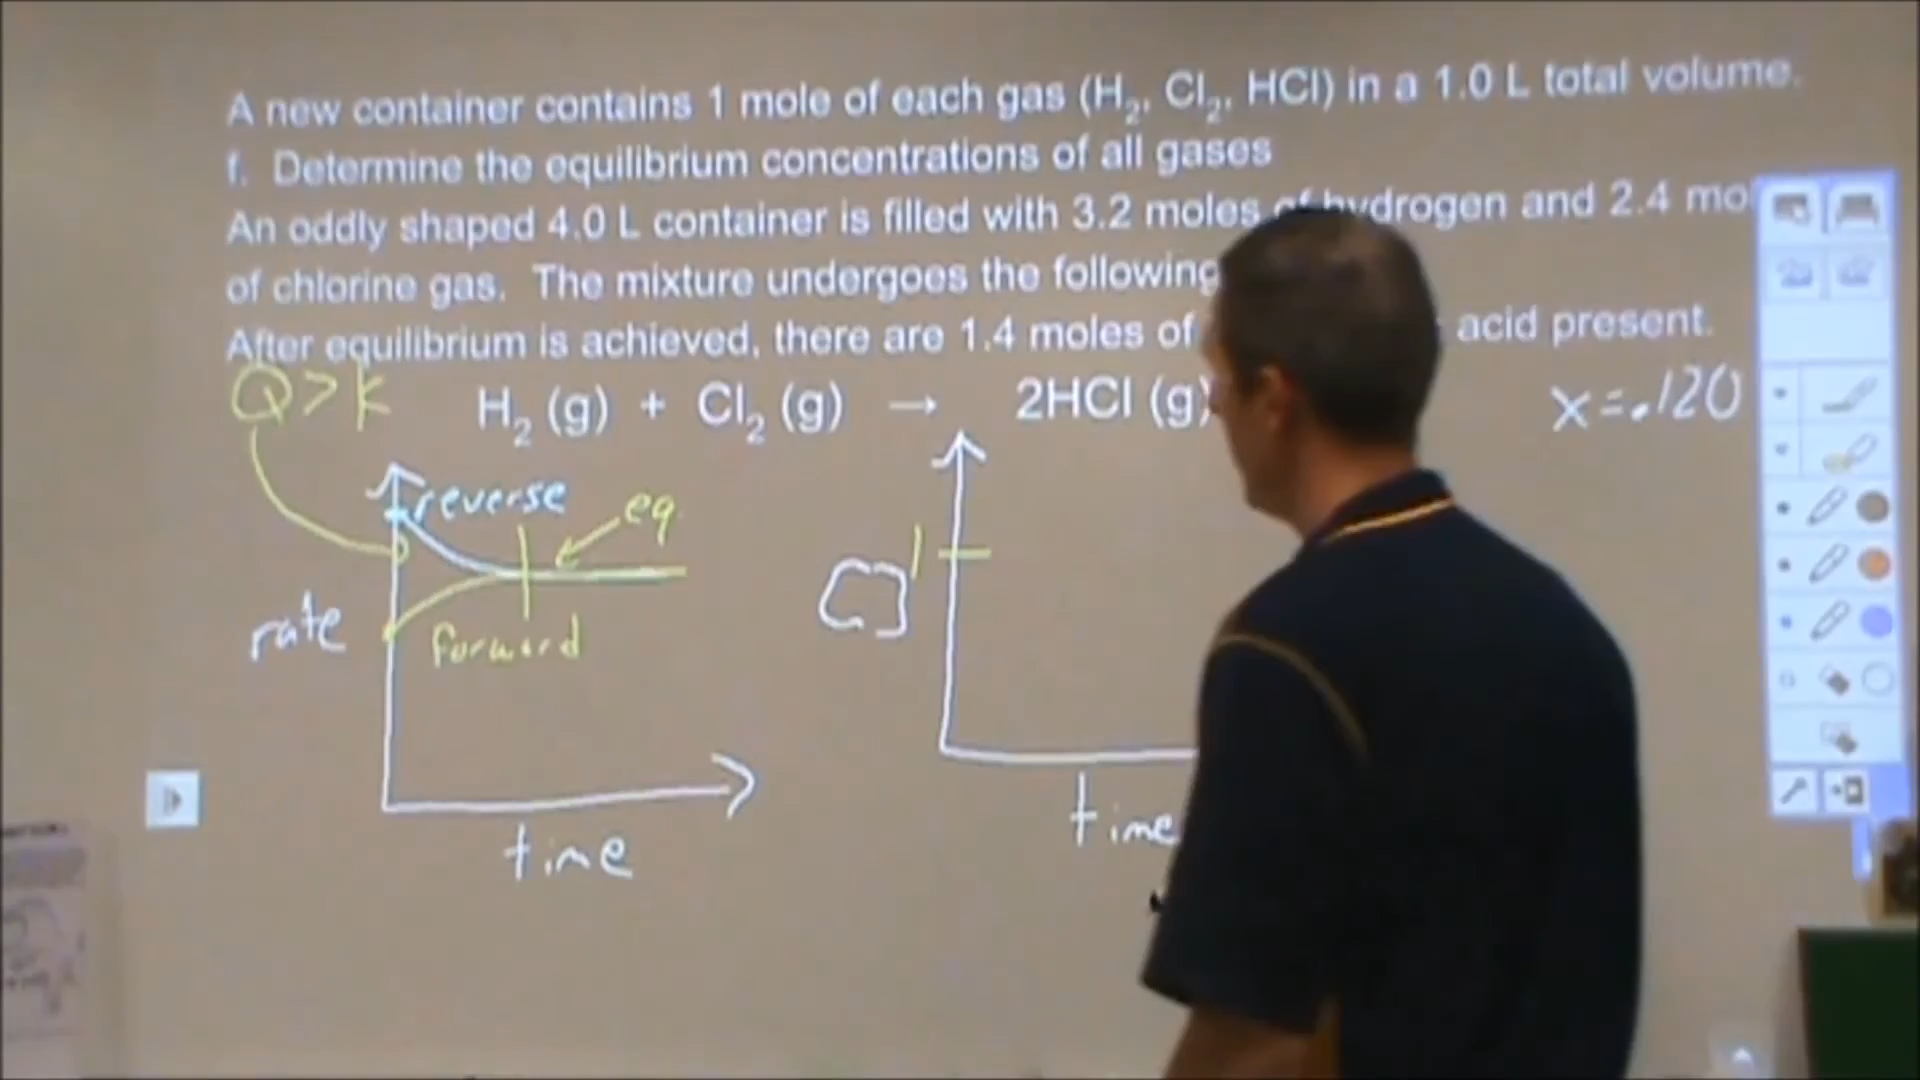 A new container contains 1 mole of each gas (H₂, Cl₂, HCl) in a 1.0 L total volume.
f. Determine the equilibrium concentrations of all gases
An oddly shaped 4.0 L container is filled with 3.2 moles of hydrogen and 2.4
of chlorine gas. The mixture undergoes the following
After equilibrium is achieved, there are 1.4 moles of acid present.
Q > k H₂ (g) + Cl₂ (g) → 2HCl (g) x = .120
reverse eq
rate forward
[] 1
time
time